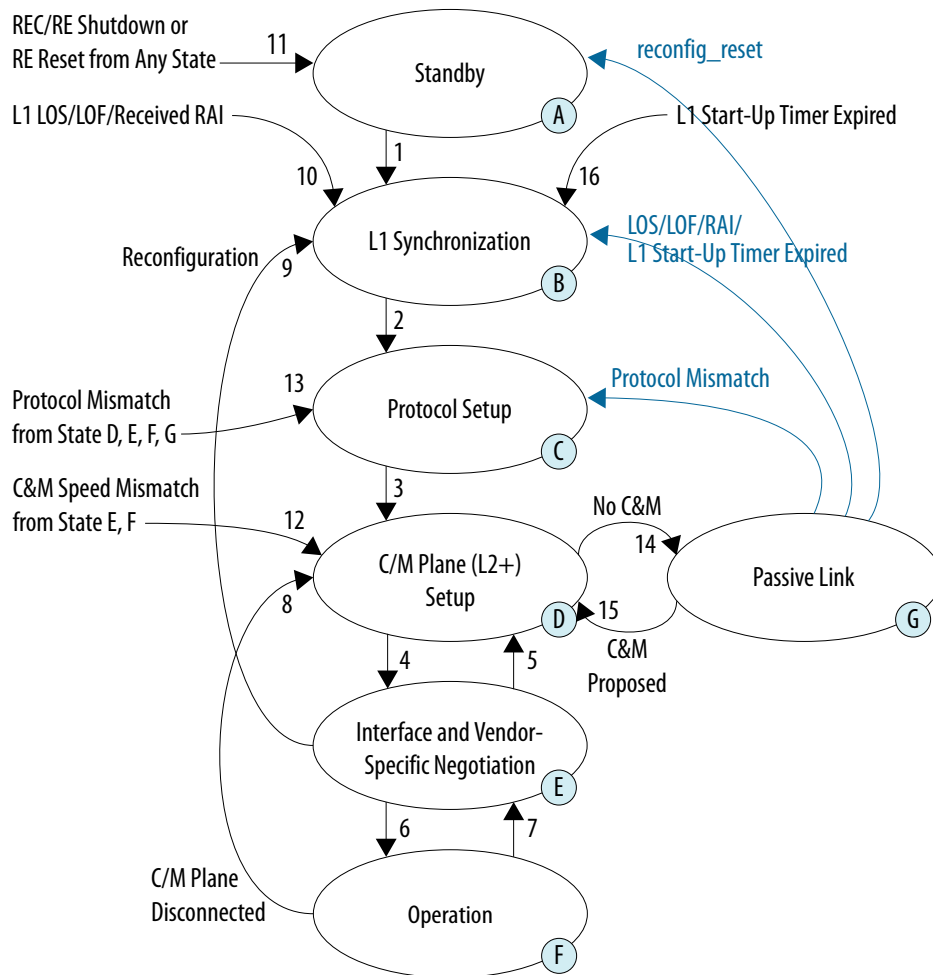 REC/RE Shutdown or
RE Reset from Any State
11
Standby
A
reconfig_reset
L1 LOS/LOF/Received RAI
L1 Start-Up Timer Expired
1
10
16
Reconfiguration
9
L1 Synchronization
B
LOS/LOF/RAI/
L1 Start-Up Timer Expired
2
13
Protocol Mismatch
from State D, E, F, G
Protocol Setup
C
Protocol Mismatch
3
C&M Speed Mismatch
from State E, F
12
No C&M
14
C/M Plane (L2+)
Setup
D
8
15
Passive Link
G
C&M
Proposed
4
5
Interface and Vendor-
Specific Negotiation
E
6
7
C/M Plane
Disconnected
Operation
F